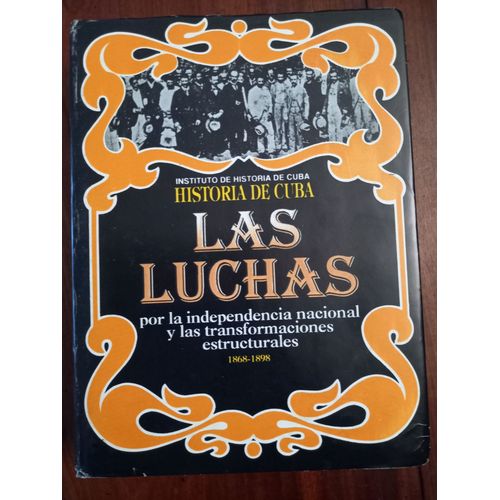 INSTITUTO DE HISTORIA DE CUBA
HISTORIA DE CUBA
LAS
LUCHAS
por la independencia nacional
y las transformaciones
estructurales
1868-1898